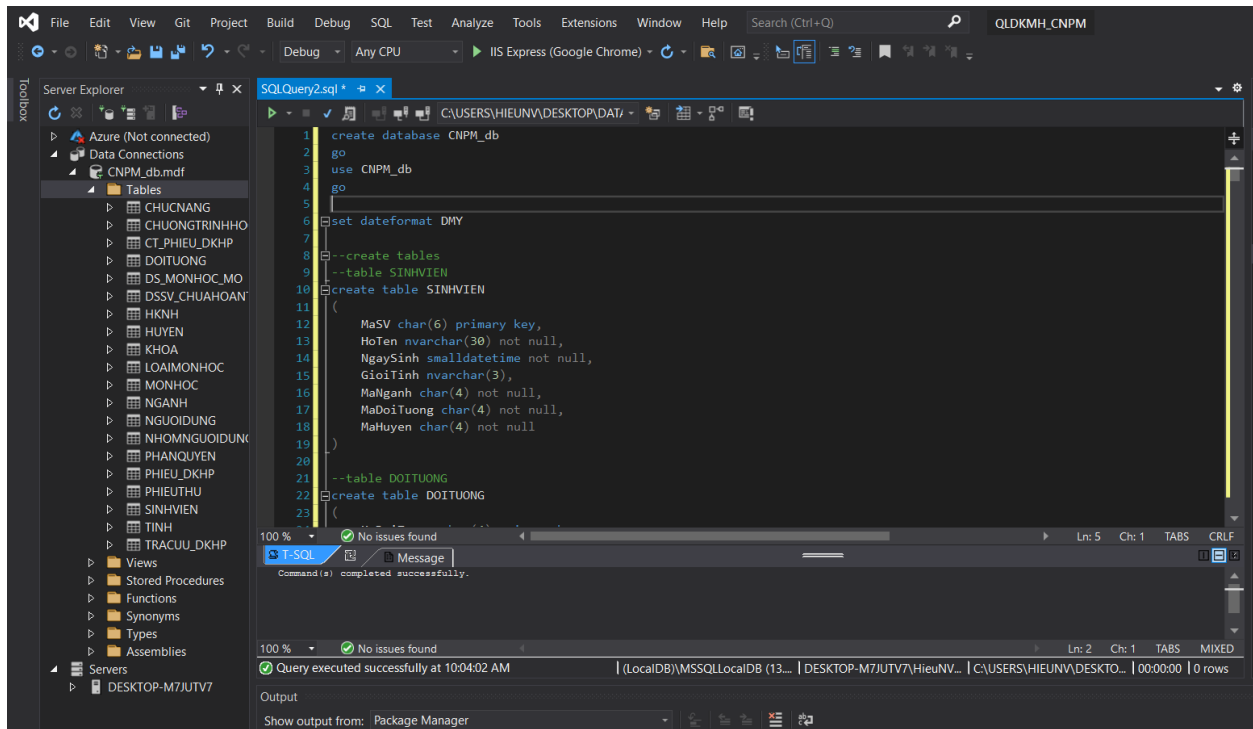 File Edit View Git Project Build Debug SQL Test Analyze Tools Extensions Window Help Search (Ctrl+Q) QLDKMH_CNPM
Debug Any CPU IIS Express (Google Chrome)
Toolbox
Server Explorer
Azure (Not connected)
Data Connections
CNPM_db.mdf
Tables
CHUCNANG
CHUONGTRINHHO
CT_PHIEU_DKHP
DOITUONG
DS_MONHOC_MO
DSSV_CHUAHOAN
HKNH
HUYEN
KHOA
LOAIMONHOC
MONHOC
NGANH
NGUOIDUNG
NHOMNGUOIDUNG
PHANQUYEN
PHIEU_DKHP
PHIEUTHU
SINHVIEN
TINH
TRACUU_DKHP
Views
Stored Procedures
Functions
Synonyms
Types
Assemblies
Servers
DESKTOP-M7JUTV7
SQLQuery2.sql *
C:\USERS\HIEUNV\DESKTOP\DATA
1 create database CNPM_db
2 go
3 use CNPM_db
4 go
5
6 set dateformat DMY
7
8 --create tables
9 --table SINHVIEN
10 create table SINHVIEN
11 (
12 MaSV char(6) primary key,
13 HoTen nvarchar(30) not null,
14 NgaySinh smalldatetime not null,
15 GioiTinh nvarchar(3),
16 MaNganh char(4) not null,
17 MaDoiTuong char(4) not null,
18 MaHuyen char(4) not null
19 )
20
21 --table DOITUONG
22 create table DOITUONG
23 (
100 % No issues found Ln: 5 Ch: 1 TABS CRLF
T-SQL Message
Command(s) completed successfully.
100 % No issues found Ln: 2 Ch: 1 TABS MIXED
Query executed successfully at 10:04:02 AM (LocalDB)\MSSQLLocalDB (13.... DESKTOP-M7JUTV7\HieuNV... C:\USERS\HIEUNV\DESKTO... 00:00:00 0 rows
Output
Show output from: Package Manager